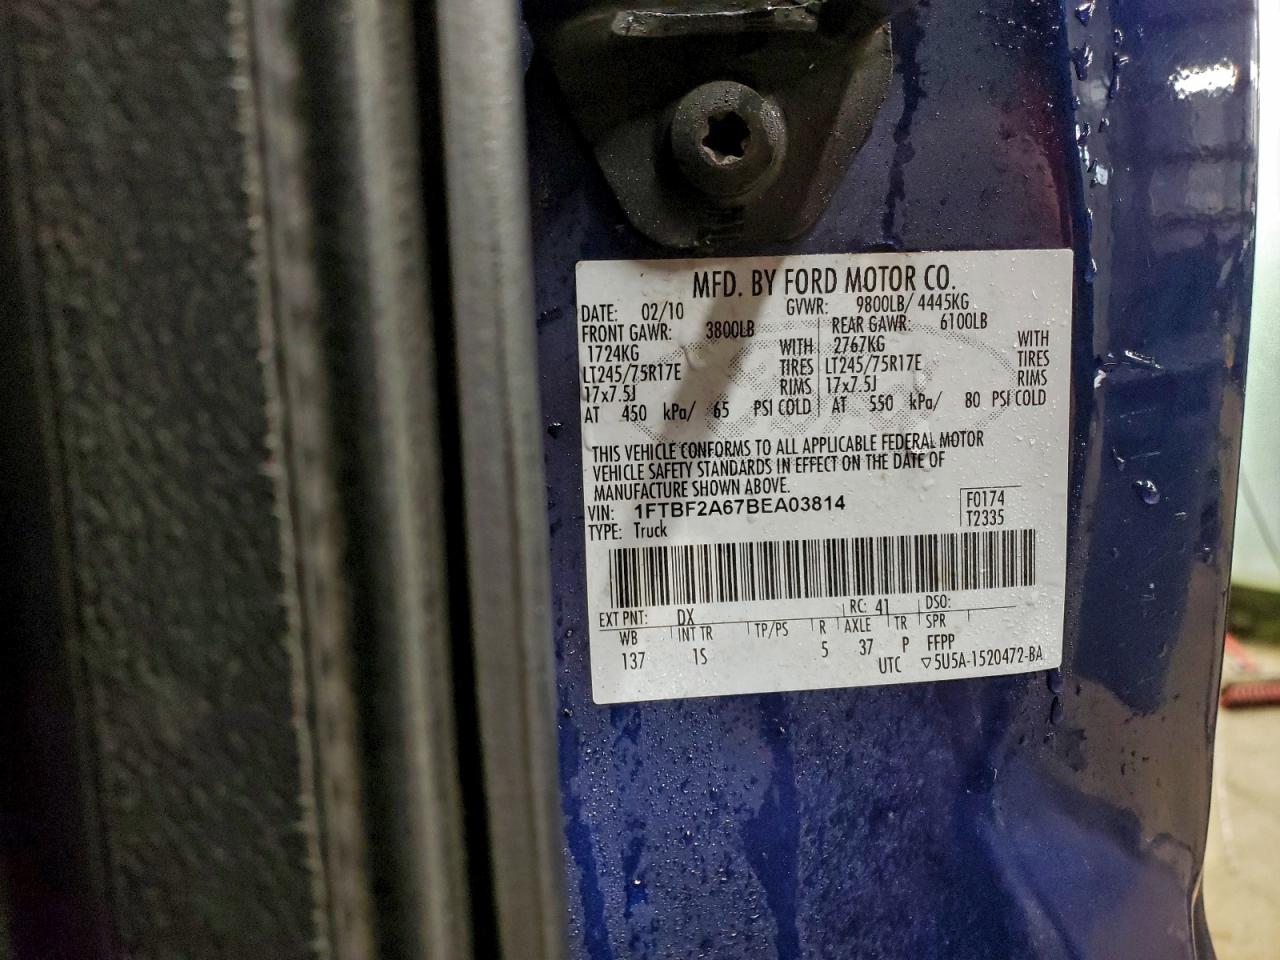 MFD. BY FORD MOTOR CO.
DATE: 02/10 GVWR: 9800LB/ 4445KG
FRONT GAWR: 3800LB REAR GAWR: 6100LB
1724KG WITH 2767KG WITH
LT245/75R17E TIRES LT245/75R17E TIRES
17x7.5J RIMS 17x7.5J RIMS
AT 450 kPa/ 65 PSI COLD AT 550 kPa/ 80 PSI COLD
THIS VEHICLE CONFORMS TO ALL APPLICABLE FEDERAL MOTOR
VEHICLE SAFETY STANDARDS IN EFFECT ON THE DATE OF
MANUFACTURE SHOWN ABOVE.
VIN: 1FTBF2A67BEA03814 F0174
TYPE: Truck T2335
EXT PNT: DX RC: 41 DSO:
WB INT TR TP/PS R AXLE TR SPR
137 1S 5 37 P FFPP
UTC ▽5U5A-1520472-BA